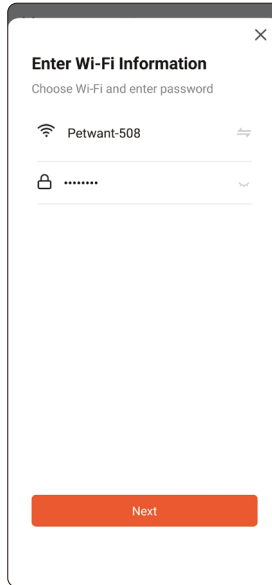 Enter Wi-Fi Information
Choose Wi-Fi and enter password
Petwant-508
••••••••
Next